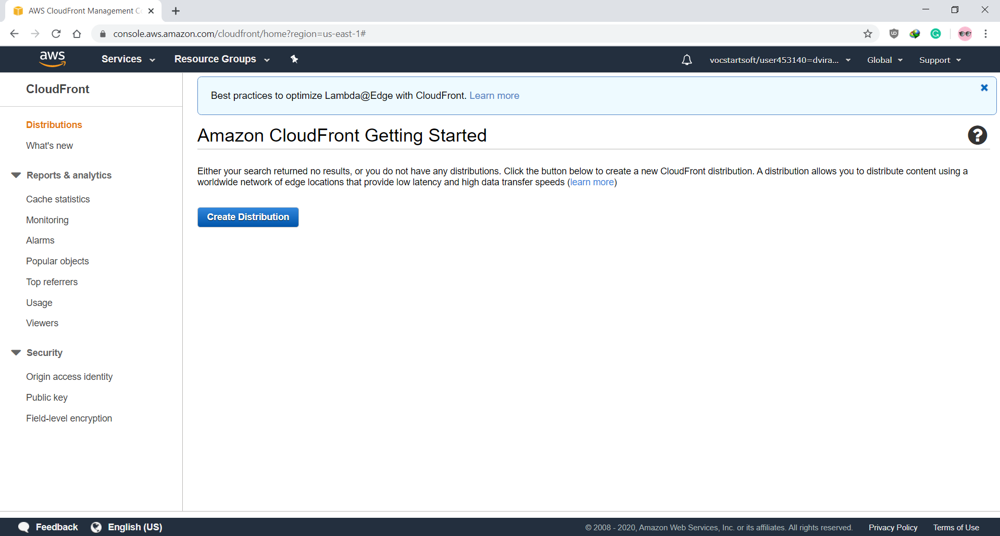 AWS CloudFront Management Co
console.aws.amazon.com/cloudfront/home?region=us-east-1#
aws
Services
Resource Groups
vocstartsoft/user453140=dvira...
Global
Support
CloudFront
Distributions
What's new
Reports & analytics
Cache statistics
Monitoring
Alarms
Popular objects
Top referrers
Usage
Viewers
Security
Origin access identity
Public key
Field-level encryption
Best practices to optimize Lambda@Edge with CloudFront. Learn more
Amazon CloudFront Getting Started
Either your search returned no results, or you do not have any distributions. Click the button below to create a new CloudFront distribution. A distribution allows you to distribute content using a
worldwide network of edge locations that provide low latency and high data transfer speeds (learn more)
Create Distribution
Feedback
English (US)
© 2008 - 2020, Amazon Web Services, Inc. or its affiliates. All rights reserved.
Privacy Policy
Terms of Use